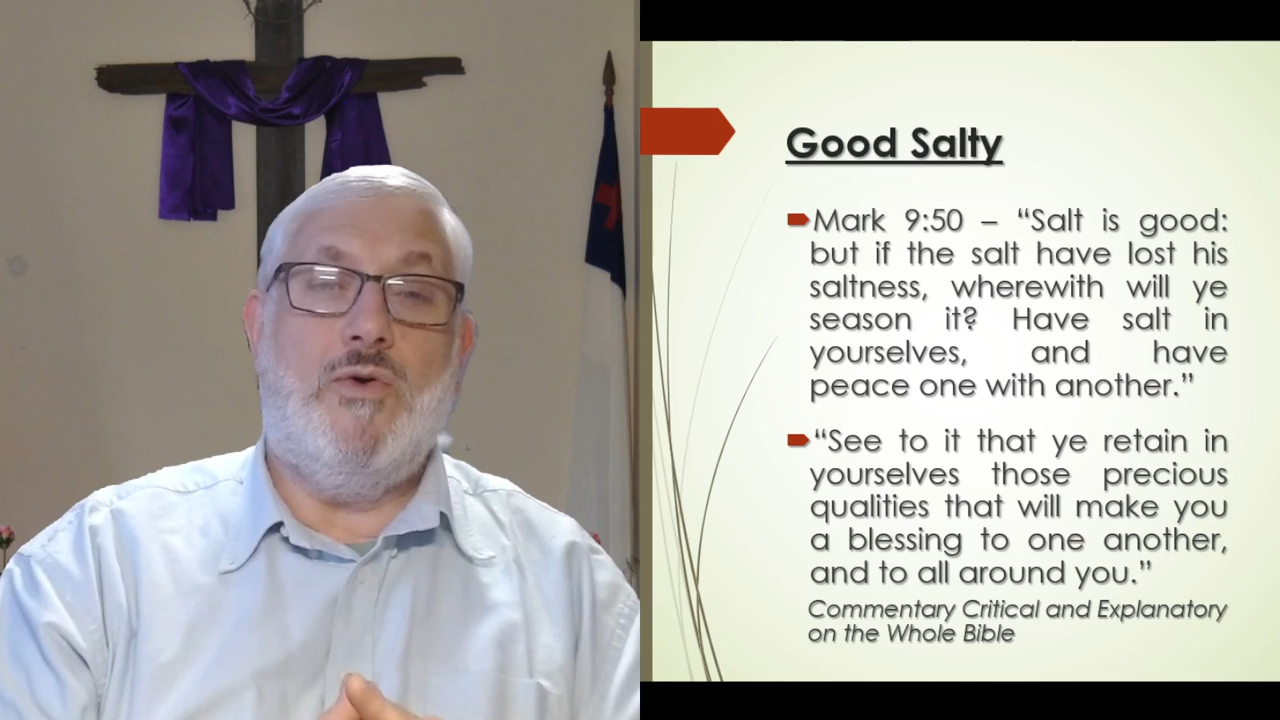 Good Salty
Mark 9:50 – “Salt is good:
but if the salt have lost his
saltness, wherewith will ye
season it? Have salt in
yourselves, and have
peace one with another.”
“See to it that ye retain in
yourselves those precious
qualities that will make you
a blessing to one another,
and to all around you.”
Commentary Critical and Explanatory
on the Whole Bible